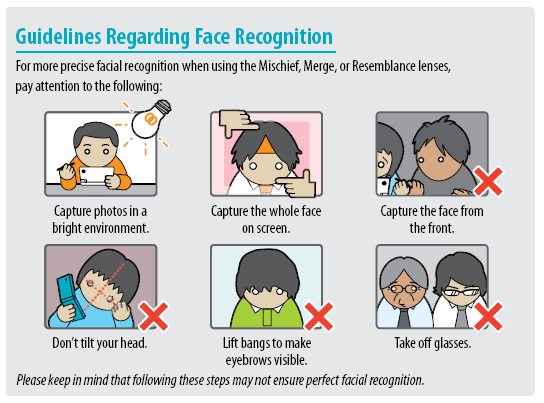 Guidelines Regarding Face Recognition
For more precise facial recognition when using the Mischief, Merge, or Resemblance lenses,
pay attention to the following:
Capture photos in a
bright environment.
Capture the whole face
on screen.
Capture the face from
the front.
Don't tilt your head.
Lift bangs to make
eyebrows visible.
Take off glasses.
Please keep in mind that following these steps may not ensure perfect facial recognition.